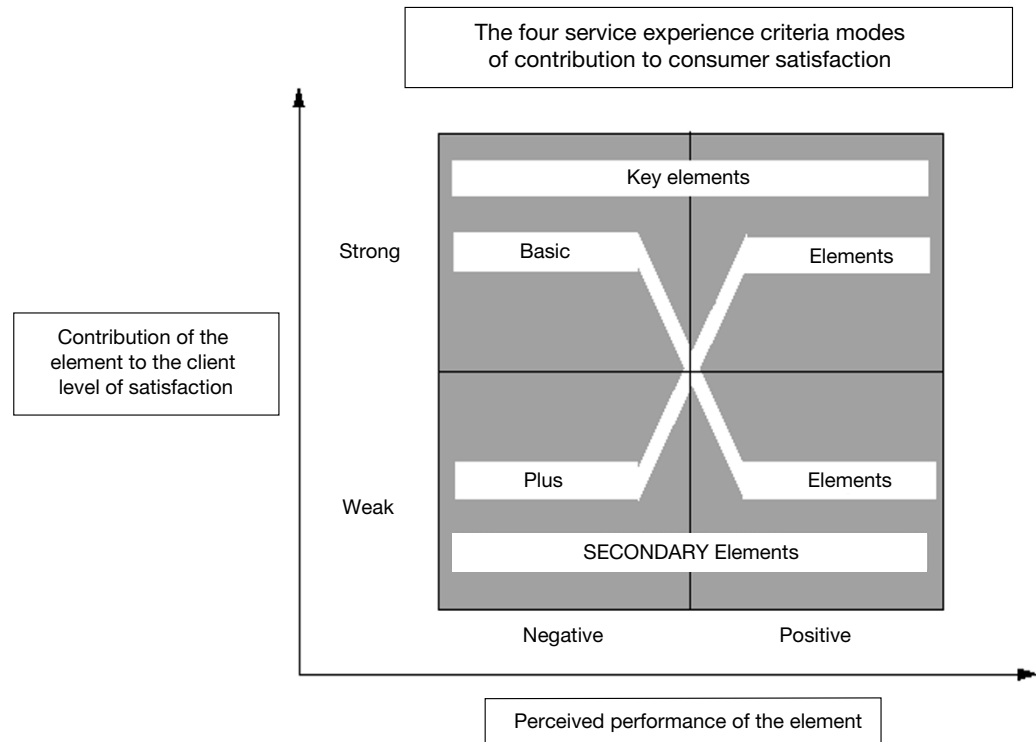 The four service experience criteria modes
of contribution to consumer satisfaction
Key elements
Strong
Basic
Elements
Contribution of the
element to the client
level of satisfaction
Plus
Elements
Weak
SECONDARY Elements
Negative
Positive
Perceived performance of the element